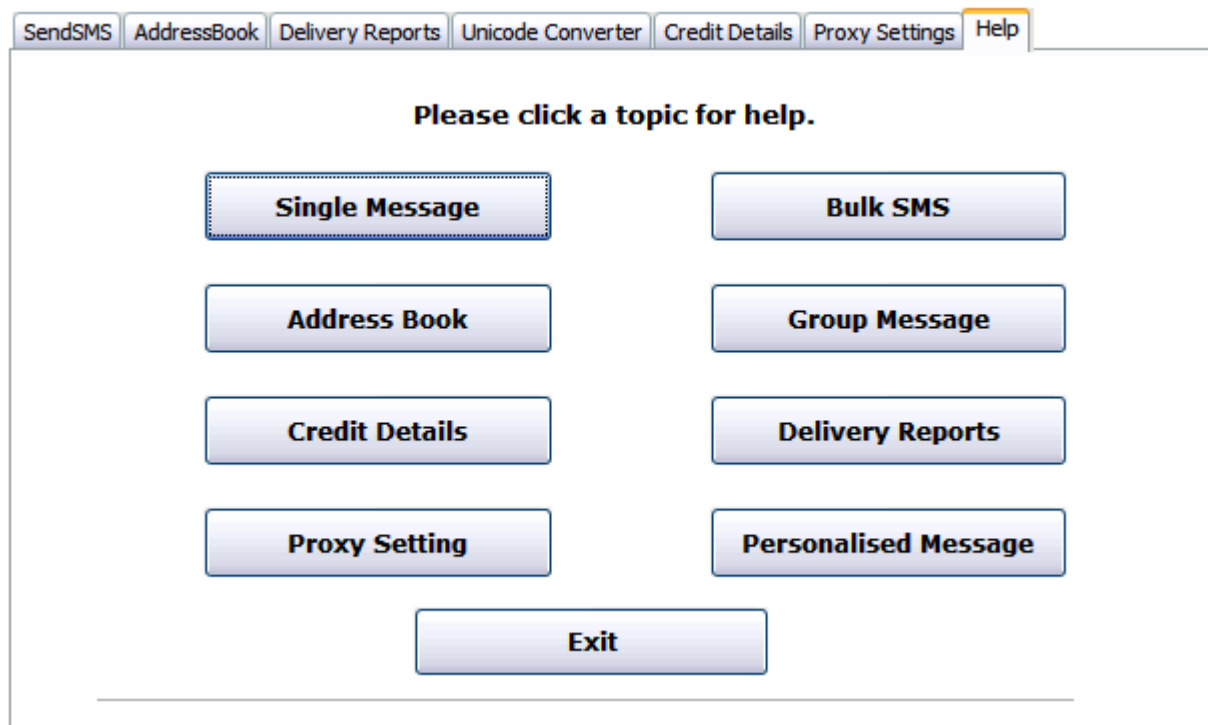 SendSMS AddressBook Delivery Reports Unicode Converter Credit Details Proxy Settings Help
Please click a topic for help.
Single Message Bulk SMS
Address Book Group Message
Credit Details Delivery Reports
Proxy Setting Personalised Message
Exit